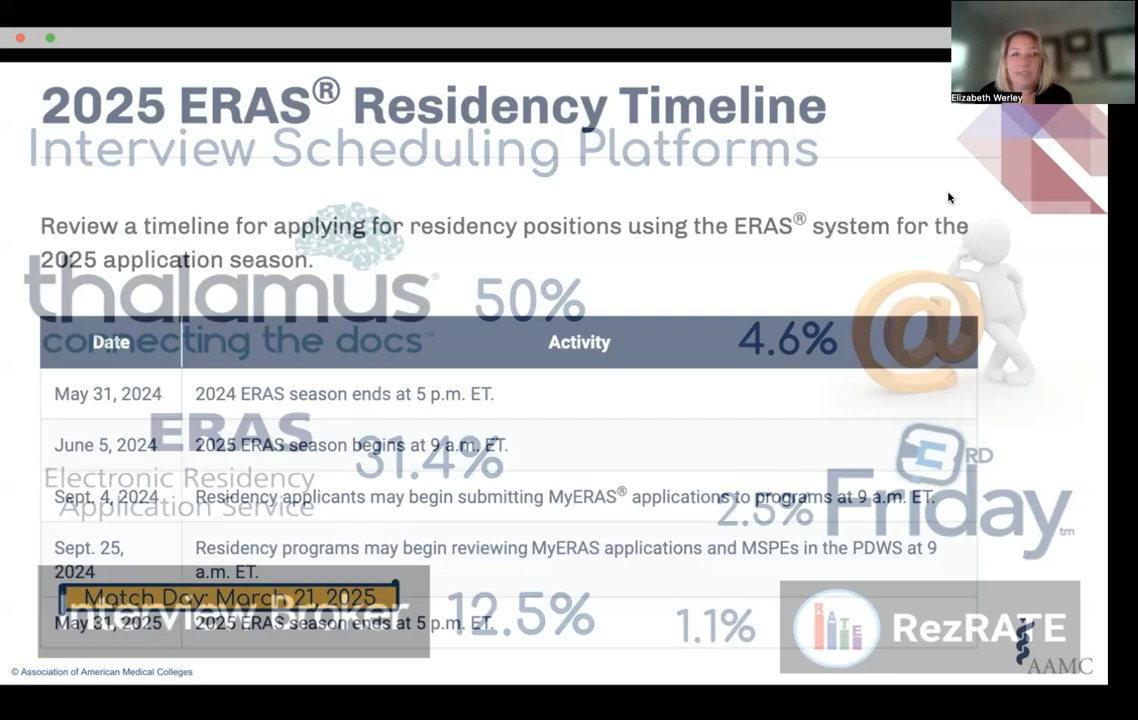 Elizabeth Werley
2025 ERAS® Residency Timeline
Interview Scheduling Platforms
Review a timeline for applying for residency positions using the ERAS® system for the
2025 application season.
thalamus®
connecting the docs™
50%
4.6%
Date Activity
May 31, 2024 2024 ERAS season ends at 5 p.m. ET.
June 5, 2024 2025 ERAS season begins at 9 a.m. ET.
Sept. 4, 2024 Residency applicants may begin submitting MyERAS® applications to programs at 9 a.m. ET.
Sept. 25, 2024 Residency programs may begin reviewing MyERAS applications and MSPEs in the PDWS at 9
a.m. ET.
May 31, 2025 2025 ERAS season ends at 5 p.m. ET.
ERAS
Electronic Residency
Application Service
31.4%
RD
Friday™
2.5%
Match Day: March 21, 2025
Interview Broker
12.5%
1.1%
RATE
RezRATE
© Association of American Medical Colleges
AAMC